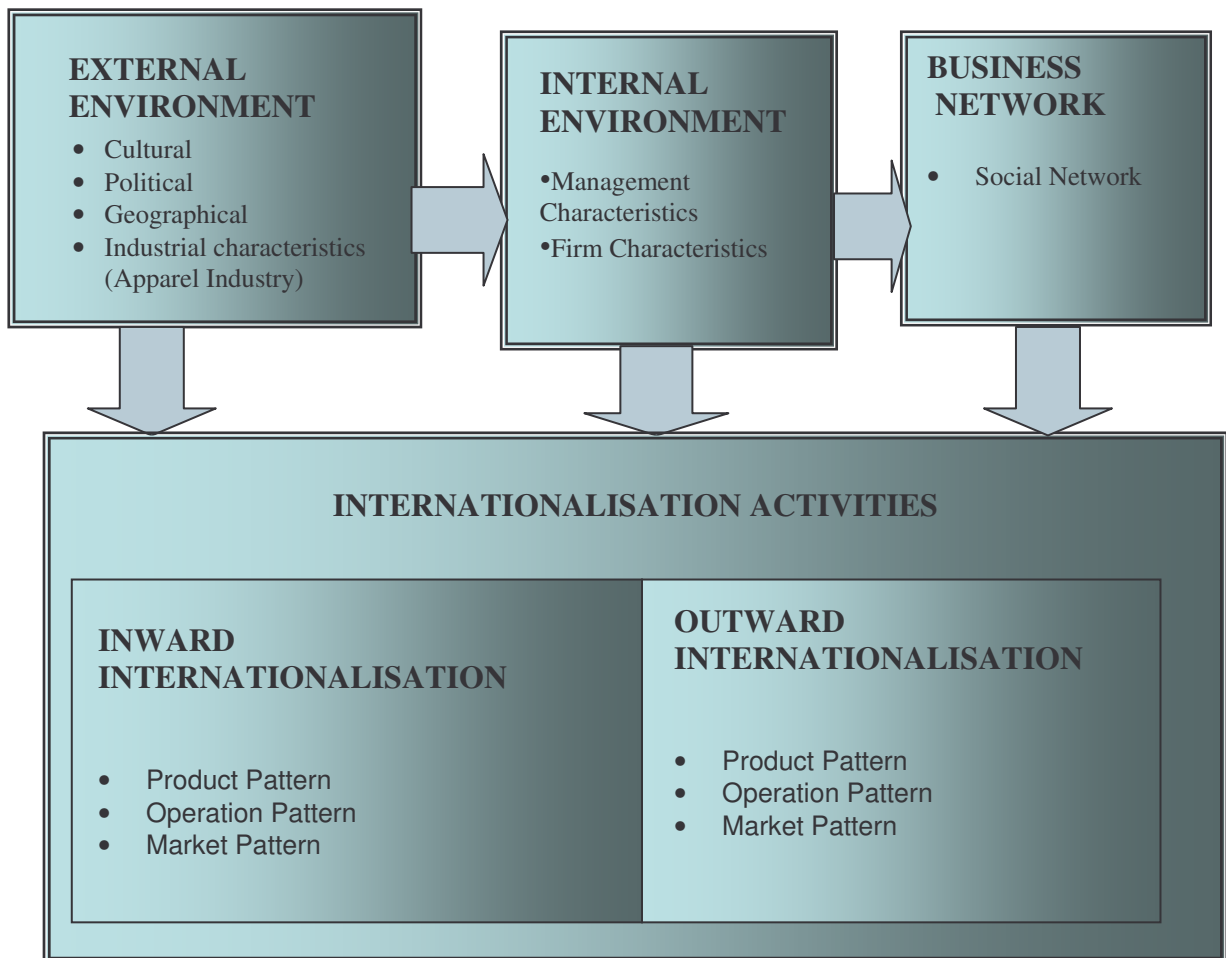 EXTERNAL
ENVIRONMENT
• Cultural
• Political
• Geographical
• Industrial characteristics
(Apparel Industry)
INTERNAL
ENVIRONMENT
•Management
Characteristics
•Firm Characteristics
BUSINESS
NETWORK
• Social Network
INTERNATIONALISATION ACTIVITIES
INWARD
INTERNATIONALISATION
• Product Pattern
• Operation Pattern
• Market Pattern
OUTWARD
INTERNATIONALISATION
• Product Pattern
• Operation Pattern
• Market Pattern